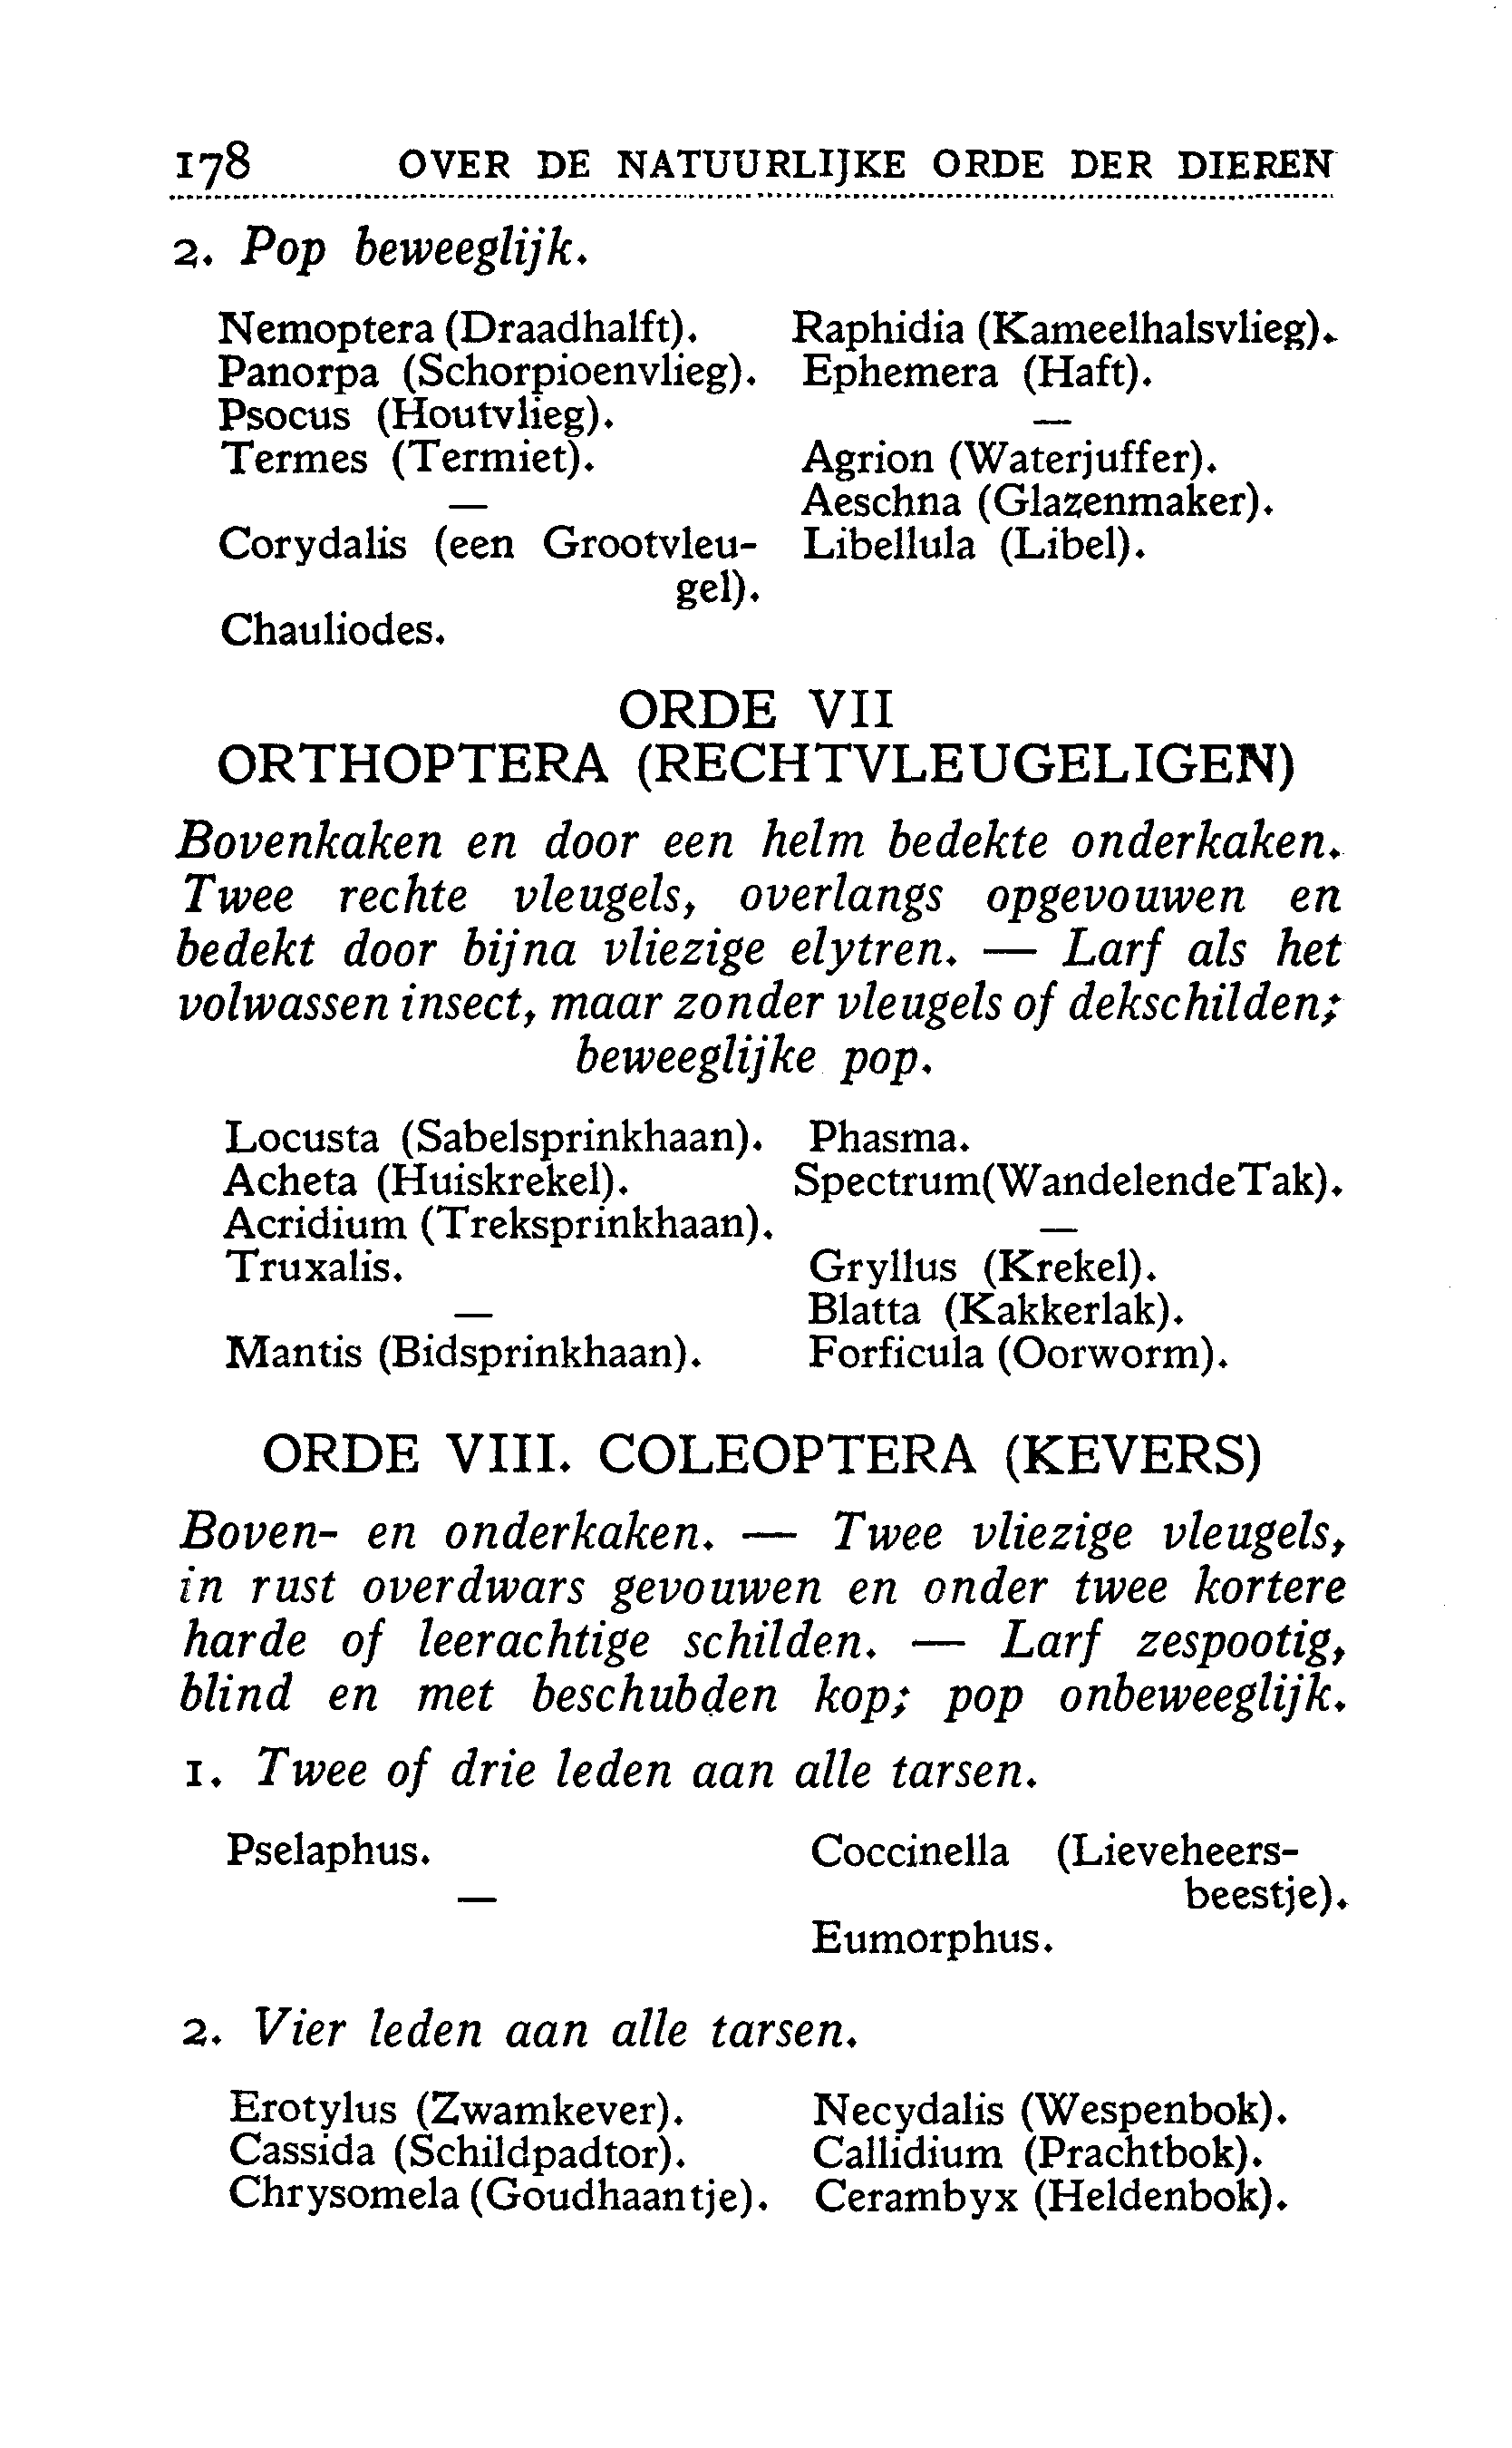 178 OVER DE NATUURLIJKE ORDE DER DIEREN
2. Pop beweeglijk.
Nemoptera (Draadhalft).
Panorpa (Schorpioenvlieg).
Psocus (Houtvlieg).
Termes (Termiet).
—
Corydalis (een Grootvleu-
gel).
Chauliodes.
Raphidia (Kameelhalsvlieg).
Ephemera (Haft).
—
Agrion (Waterjuffer).
Aeschna (Glazenmaker).
Libellula (Libel).
ORDE VII
ORTHOPTERA (RECHTVLEUGELIGEN)
Bovenkaken en door een helm bedekte onderkaken.
Twee rechte vleugels, overlangs opgevouwen en
bedekt door bijna vliezige elytren. — Larf als het
volwassen insect, maar zonder vleugels of dekschilden;
beweeglijke pop.
Locusta (Sabelsprinkhaan).
Acheta (Huiskrekel).
Acridium (Treksprinkhaan).
Truxalis.
—
Mantis (Bidsprinkhaan).
Phasma.
Spectrum(WandelendeTak).
—
Gryllus (Krekel).
Blatta (Kakkerlak).
Forficula (Oorworm).
ORDE VIII. COLEOPTERA (KEVERS)
Boven- en onderkaken. — Twee vliezige vleugels,
in rust overdwars gevouwen en onder twee kortere
harde of leerachtige schilden. — Larf zespootig,
blind en met beschubden kop; pop onbeweeglijk.
1. Twee of drie leden aan alle tarsen.
Pselaphus.
—
Coccinella (Lieveheers-
beestje).
Eumorphus.
2. Vier leden aan alle tarsen.
Erotylus (Zwamkever).
Cassida (Schildpadtor).
Chrysomela (Goudhaantje).
Necydalis (Wespenbok).
Callidium (Prachtbok).
Cerambyx (Heldenbok).